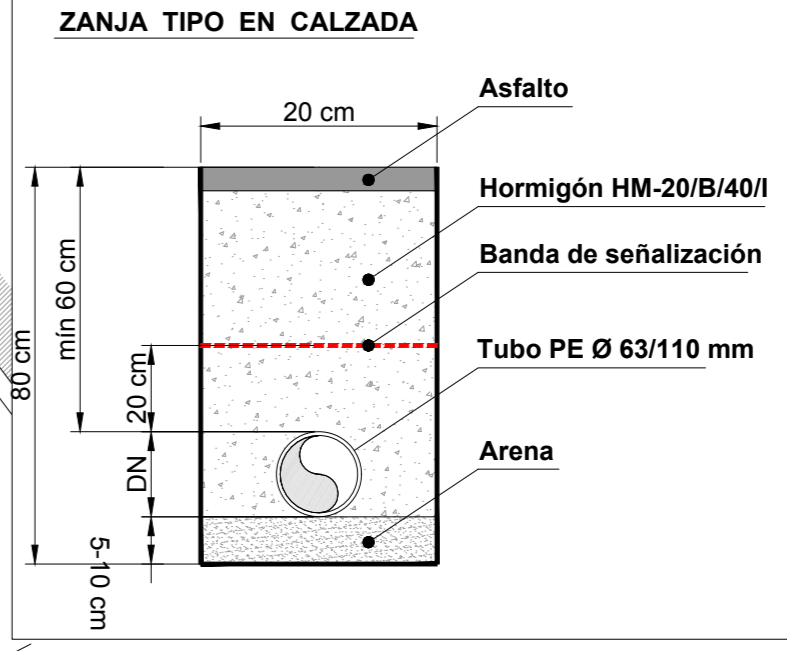 ZANJA TIPO EN CALZADA
20 cm
Asfalto
Hormigón HM-20/B/40/I
Banda de señalización
Tubo PE Ø 63/110 mm
Arena
80 cm
mín 60 cm
20 cm
DN
5-10 cm